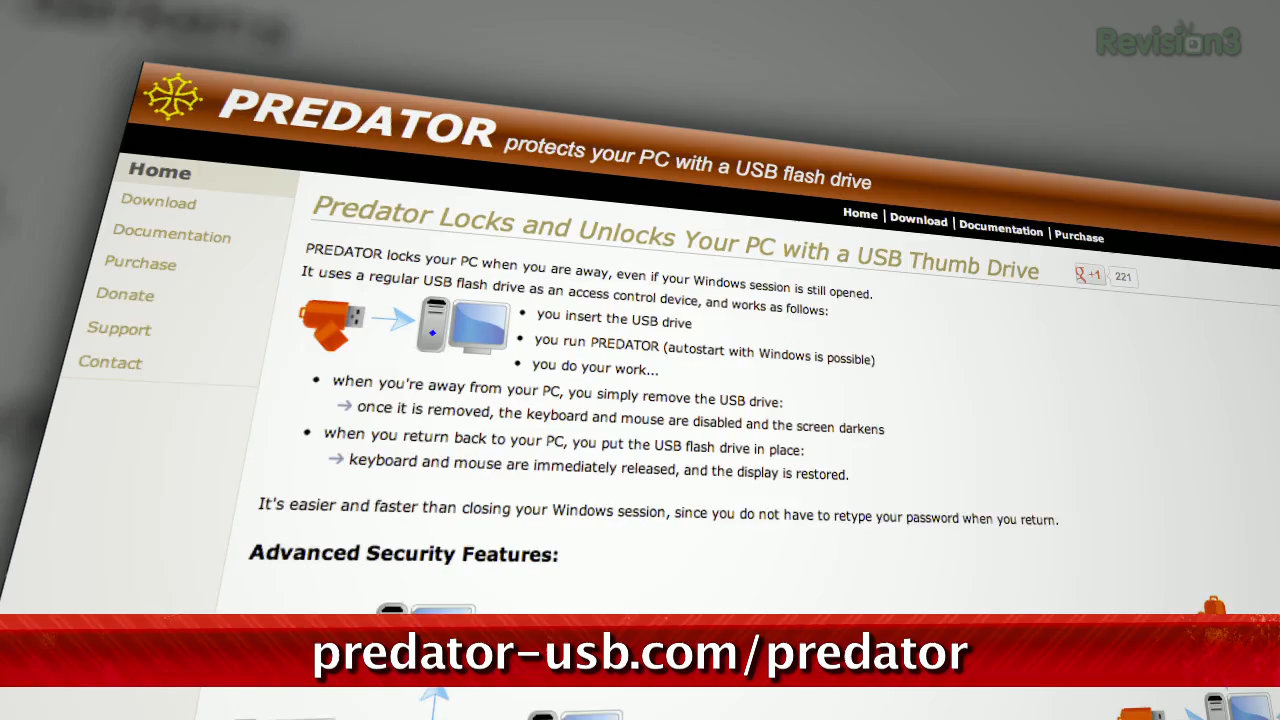 Revision3
PREDATOR protects your PC with a USB flash drive
Home | Download | Documentation | Purchase
Home
Download
Documentation
Purchase
Donate
Support
Contact
Predator Locks and Unlocks Your PC with a USB Thumb Drive
+1 221
PREDATOR locks your PC when you are away, even if your Windows session is still opened.
It uses a regular USB flash drive as an access control device, and works as follows:
• you insert the USB drive
• you run PREDATOR (autostart with Windows is possible)
• you do your work...
• when you're away from your PC, you simply remove the USB drive:
→ once it is removed, the keyboard and mouse are disabled and the screen darkens
• when you return back to your PC, you put the USB flash drive in place:
→ keyboard and mouse are immediately released, and the display is restored.
It's easier and faster than closing your Windows session, since you do not have to retype your password when you return.
Advanced Security Features:
predator-usb.com/predator